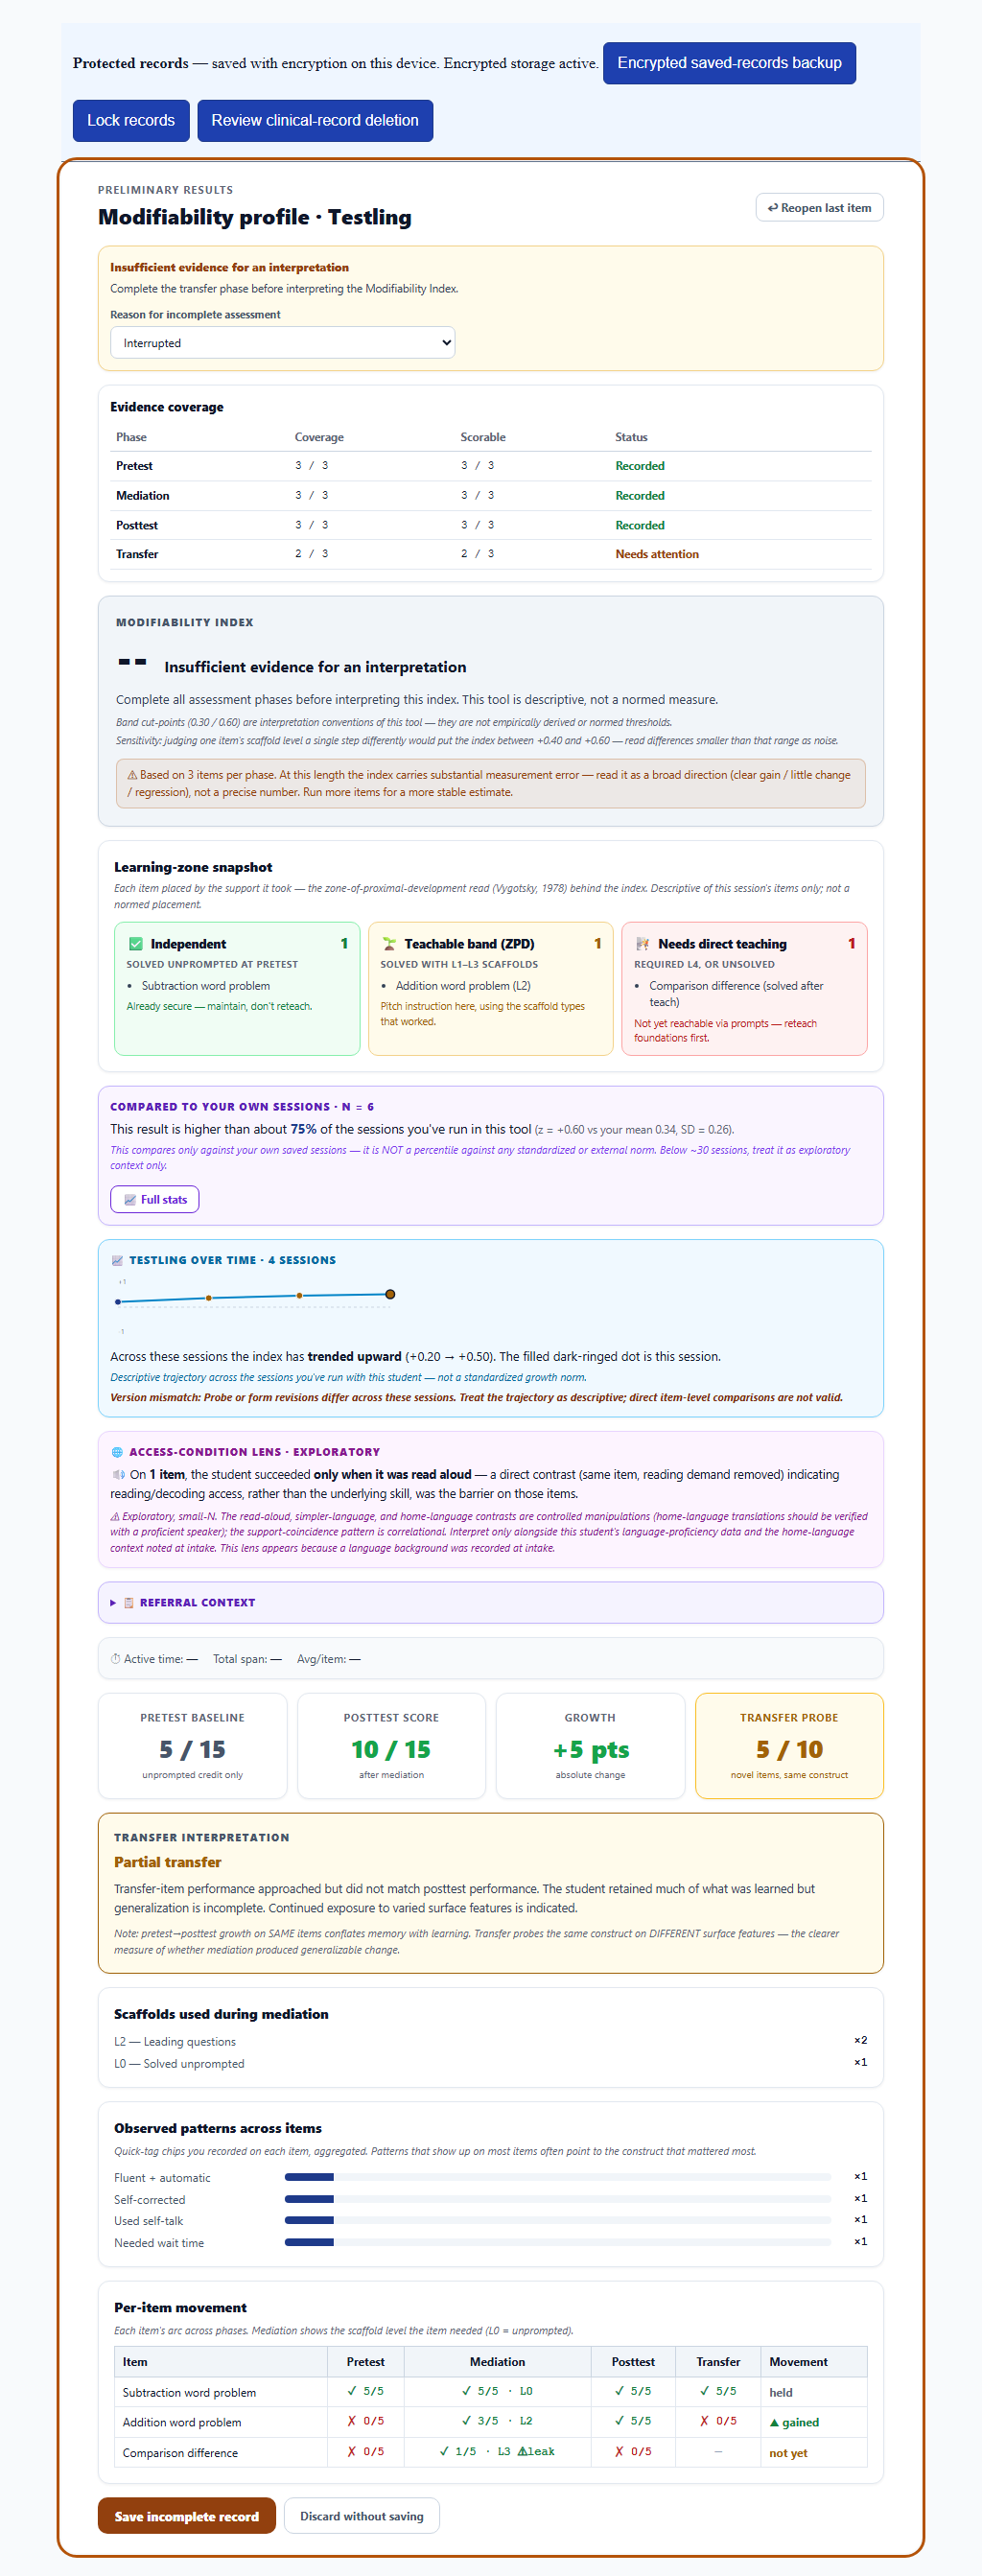 Protected records — saved with encryption on this device. Encrypted storage active. Encrypted saved-records backup
Lock records Review clinical-record deletion
PRELIMINARY RESULTS
Modifiability profile · Testling
↩ Reopen last item
Insufficient evidence for an interpretation
Complete the transfer phase before interpreting the Modifiability Index.
Reason for incomplete assessment
Interrupted
Evidence coverage
Phase Coverage Scorable Status
Pretest 3 / 3 3 / 3 Recorded
Mediation 3 / 3 3 / 3 Recorded
Posttest 3 / 3 3 / 3 Recorded
Transfer 2 / 3 2 / 3 Needs attention
MODIFIABILITY INDEX
-- Insufficient evidence for an interpretation
Complete all assessment phases before interpreting this index. This tool is descriptive, not a normed measure.
Band cut-points (0.30 / 0.60) are interpretation conventions of this tool — they are not empirically derived or normed thresholds.
Sensitivity: judging one item's scaffold level a single step differently would put the index between +0.40 and +0.60 — read differences smaller than that range as noise.
⚠ Based on 3 items per phase. At this length the index carries substantial measurement error — read it as a broad direction (clear gain / little change
/ regression), not a precise number. Run more items for a more stable estimate.
Learning-zone snapshot
Each item placed by the support it took — the zone-of-proximal-development read (Vygotsky, 1978) behind the index. Descriptive of this session's items only; not a
normed placement.
✅ Independent 1
SOLVED UNPROMPTED AT PRETEST
• Subtraction word problem
Already secure — maintain, don't reteach.
Teachable band (ZPD) 1
SOLVED WITH L1–L3 SCAFFOLDS
• Addition word problem (L2)
Pitch instruction here, using the scaffold types
that worked.
Needs direct teaching 1
REQUIRED L4, OR UNSOLVED
• Comparison difference (solved after
teach)
Not yet reachable via prompts — reteach
foundations first.
COMPARED TO YOUR OWN SESSIONS · N = 6
This result is higher than about 75% of the sessions you've run in this tool (z = +0.60 vs your mean 0.34, SD = 0.26).
This compares only against your own saved sessions — it is NOT a percentile against any standardized or external norm. Below ~30 sessions, treat it as exploratory
context only.
Full stats
TESTLING OVER TIME · 4 SESSIONS
+1
-1
Across these sessions the index has trended upward (+0.20 → +0.50). The filled dark-ringed dot is this session.
Descriptive trajectory across the sessions you've run with this student — not a standardized growth norm.
Version mismatch: Probe or form revisions differ across these sessions. Treat the trajectory as descriptive; direct item-level comparisons are not valid.
ACCESS-CONDITION LENS · EXPLORATORY
On 1 item, the student succeeded only when it was read aloud — a direct contrast (same item, reading demand removed) indicating
reading/decoding access, rather than the underlying skill, was the barrier on those items.
⚠ Exploratory, small-N. The read-aloud, simpler-language, and home-language contrasts are controlled manipulations (home-language translations should be verified
with a proficient speaker); the support-coincidence pattern is correlational. Interpret only alongside this student's language-proficiency data and the home-language
context noted at intake. This lens appears because a language background was recorded at intake.
▶ REFERRAL CONTEXT
⏱ Active time: — Total span: — Avg/item: —
PRETEST BASELINE
5 / 15
unprompted credit only
POSTTEST SCORE
10 / 15
after mediation
GROWTH
+5 pts
absolute change
TRANSFER PROBE
5 / 10
novel items, same construct
TRANSFER INTERPRETATION
Partial transfer
Transfer-item performance approached but did not match posttest performance. The student retained much of what was learned but
generalization is incomplete. Continued exposure to varied surface features is indicated.
Note: pretest→posttest growth on SAME items conflates memory with learning. Transfer probes the same construct on DIFFERENT surface features — the clearer
measure of whether mediation produced generalizable change.
Scaffolds used during mediation
L2 — Leading questions ×2
L0 — Solved unprompted ×1
Observed patterns across items
Quick-tag chips you recorded on each item, aggregated. Patterns that show up on most items often point to the construct that mattered most.
Fluent + automatic ×1
Self-corrected ×1
Used self-talk ×1
Needed wait time ×1
Per-item movement
Each item's arc across phases. Mediation shows the scaffold level the item needed (L0 = unprompted).
Item Pretest Mediation Posttest Transfer Movement
Subtraction word problem ✓ 5/5 ✓ 5/5 · L0 ✓ 5/5 ✓ 5/5 held
Addition word problem ✗ 0/5 ✓ 3/5 · L2 ✓ 5/5 ✗ 0/5 ▲ gained
Comparison difference ✗ 0/5 ✓ 1/5 · L3 ⚠leak ✗ 0/5 — not yet
Save incomplete record Discard without saving